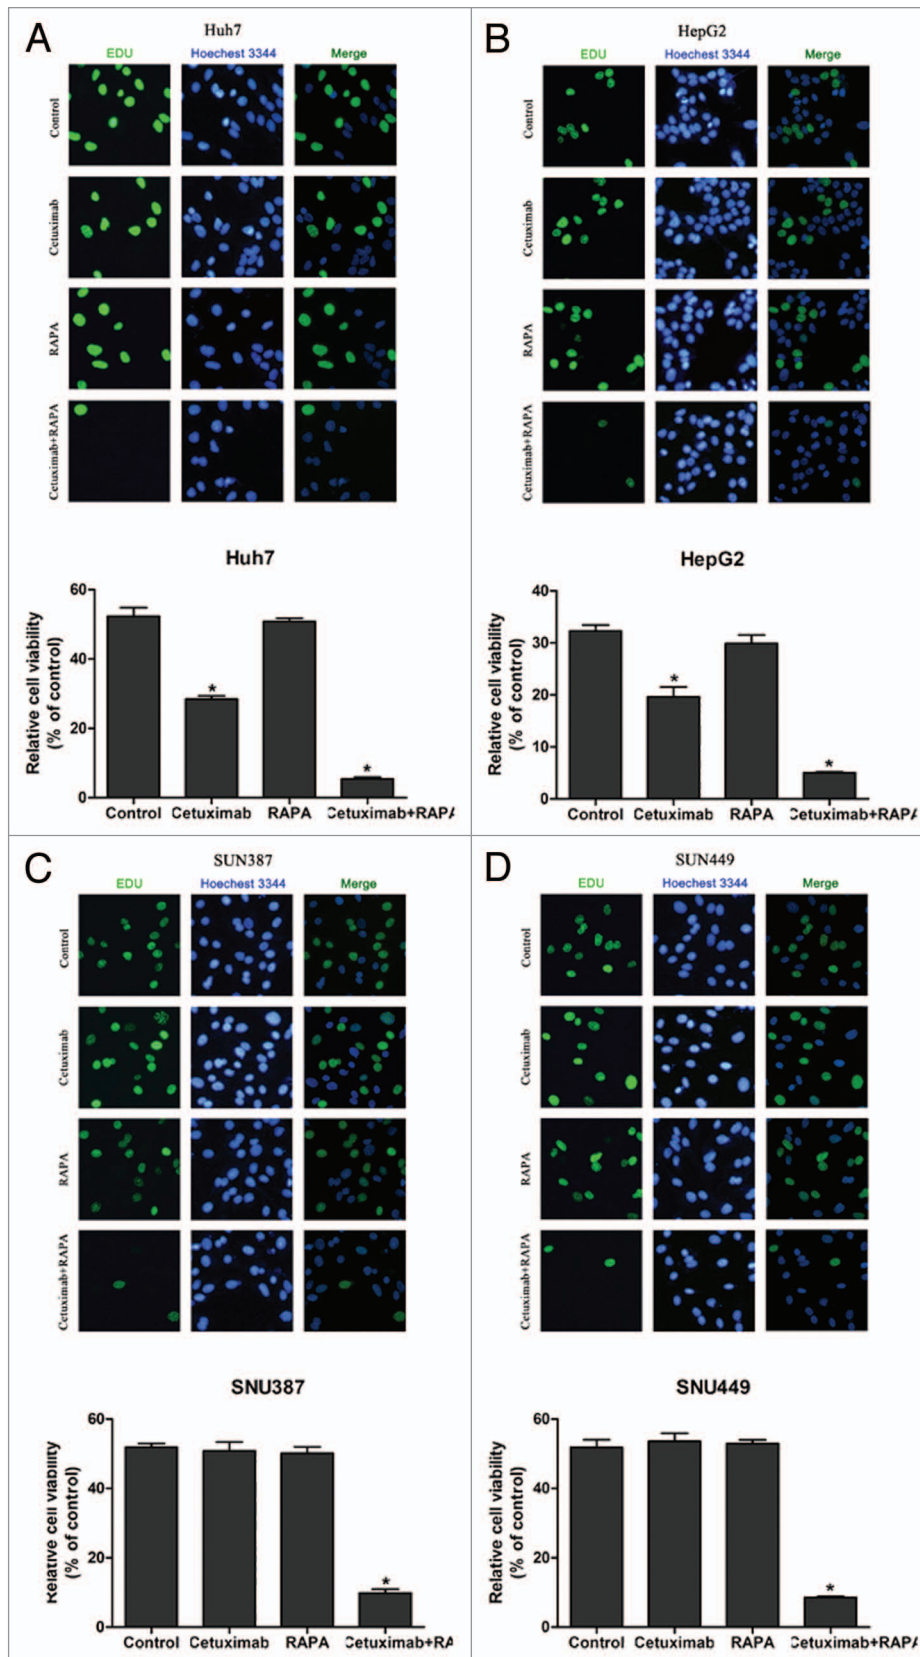 A
Huh7
EDU Hoechest 3344 Merge
Control
Cetuximab
RAPA
Cetuximab+RAPA
Huh7
Relative cell viability
(% of control)
60
40
20
0
Control Cetuximab RAPA Cetuximab+RAPA
*
*
B
HepG2
EDU Hoechest 3344 Merge
Control
Cetuximab
RAPA
Cetuximab+RAPA
HepG2
Relative cell viability
(% of control)
40
30
20
10
0
Control Cetuximab RAPA Cetuximab+RAPA
*
*
C
SUN387
EDU Hoechest 3344 Merge
Control
Cetuximab
RAPA
Cetuximab+RAPA
SNU387
Relative cell viability
(% of control)
60
40
20
0
Control Cetuximab RAPA Cetuximab+RA
*
D
SUN449
EDU Hoechest 3344 Merge
Control
Cetuximab
RAPA
Cetuximab+RAPA
SNU449
Relative cell viability
(% of control)
60
40
20
0
Control Cetuximab RAPA Cetuximab+RAPA
*